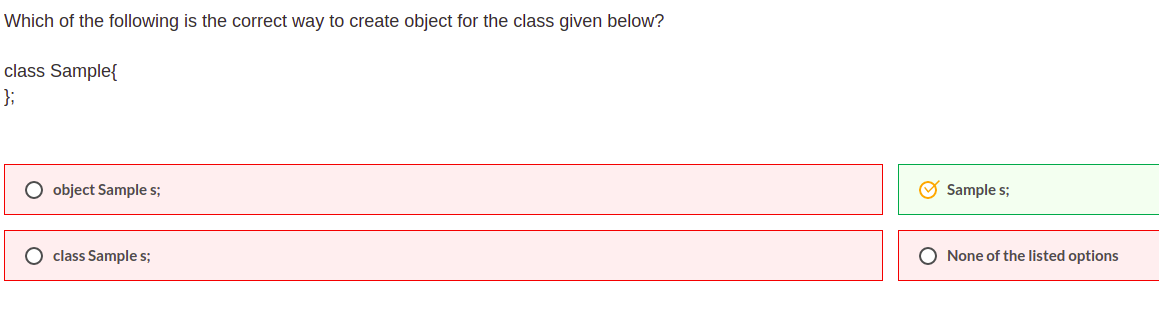 Which of the following is the correct way to create object for the class given below?
class Sample{
};
object Sample s;
Sample s;
class Sample s;
None of the listed options